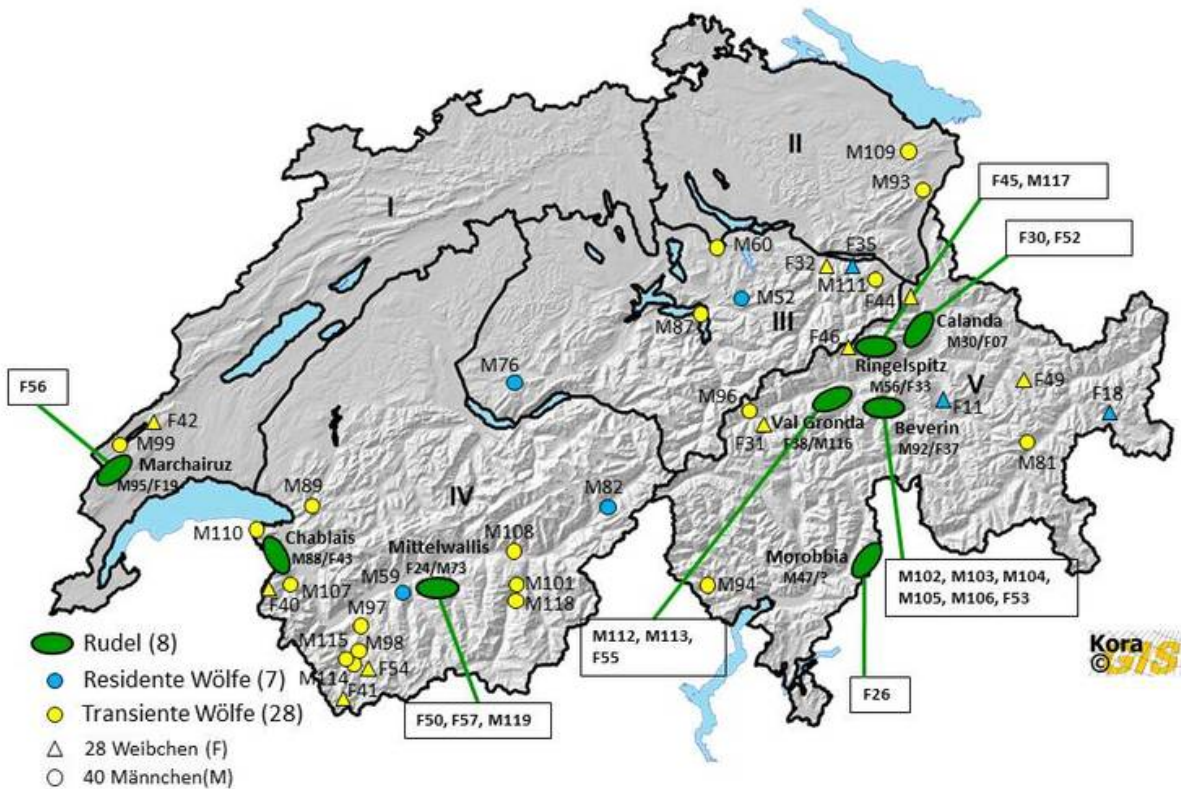 II
M109
M93
F45, M117
I
F30, F52
M60
F35
F32
M111
M52
F44
M87
III
Calanda
M30/F07
F46
Ringelspitz
M56/F33
M76
V
F49
F56
F18
M96
F11
F42
Val Gronda
F38/M116
Beverin
M92/F37
F31
M99
Marchairuz
M95/F19
M81
M89
IV
M82
M110
Chablais
M88/F43
Mittelwallis
F24/M73
M108
Morobbia
M47/?
M59
M101
M94
M102, M103, M104,
M105, M106, F53
F40
M107
M118
M97
M112, M113,
F55
M115
M98
Kora
© GIS
Rudel (8)
F54
M114
F41
Residente Wölfe (7)
F26
Transiente Wölfe (28)
F50, F57, M119
28 Weibchen (F)
40 Männchen(M)